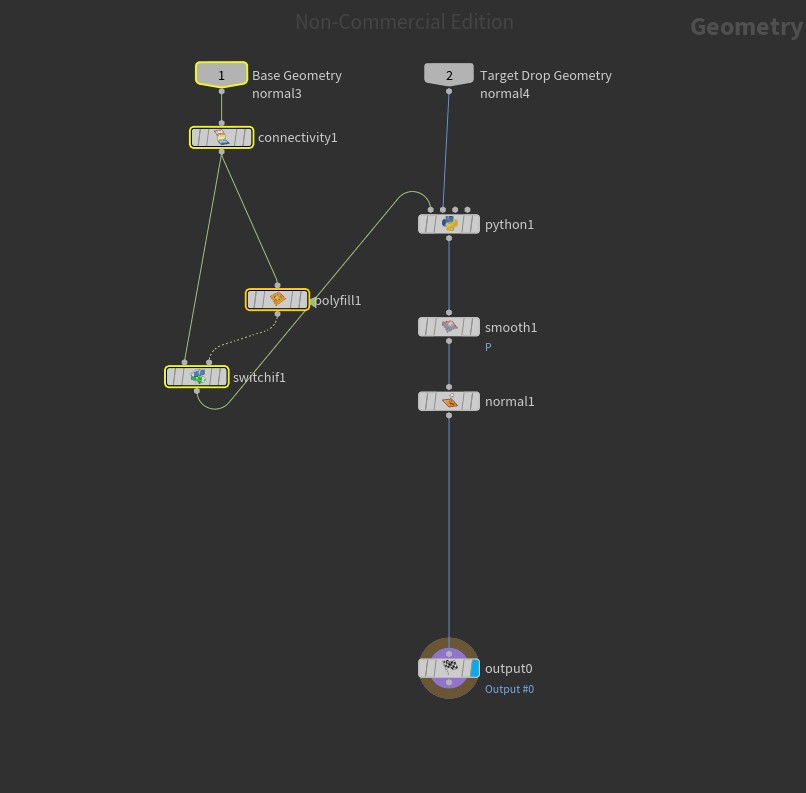 Non-Commercial Edition
Geometry
1
Base Geometry
normal3
2
Target Drop Geometry
normal4
connectivity1
python1
polyfill1
smooth1
P
switchif1
normal1
output0
Output #0